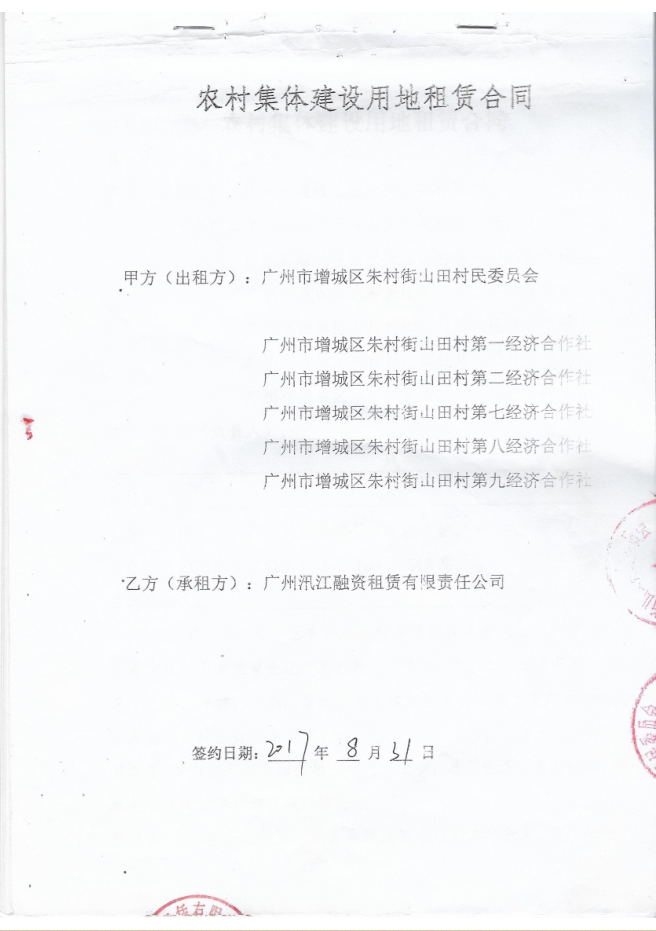 农村集体建设用地租赁合同
甲方（出租方）：广州市增城区朱村街山田村民委员会
广州市增城区朱村街山田村第一经济合作社
广州市增城区朱村街山田村第二经济合作社
广州市增城区朱村街山田村第七经济合作社
广州市增城区朱村街山田村第八经济合作社
广州市增城区朱村街山田村第九经济合作社
乙方（承租方）：广州汛江融资租赁有限责任公司
签约日期：2017年8月31日